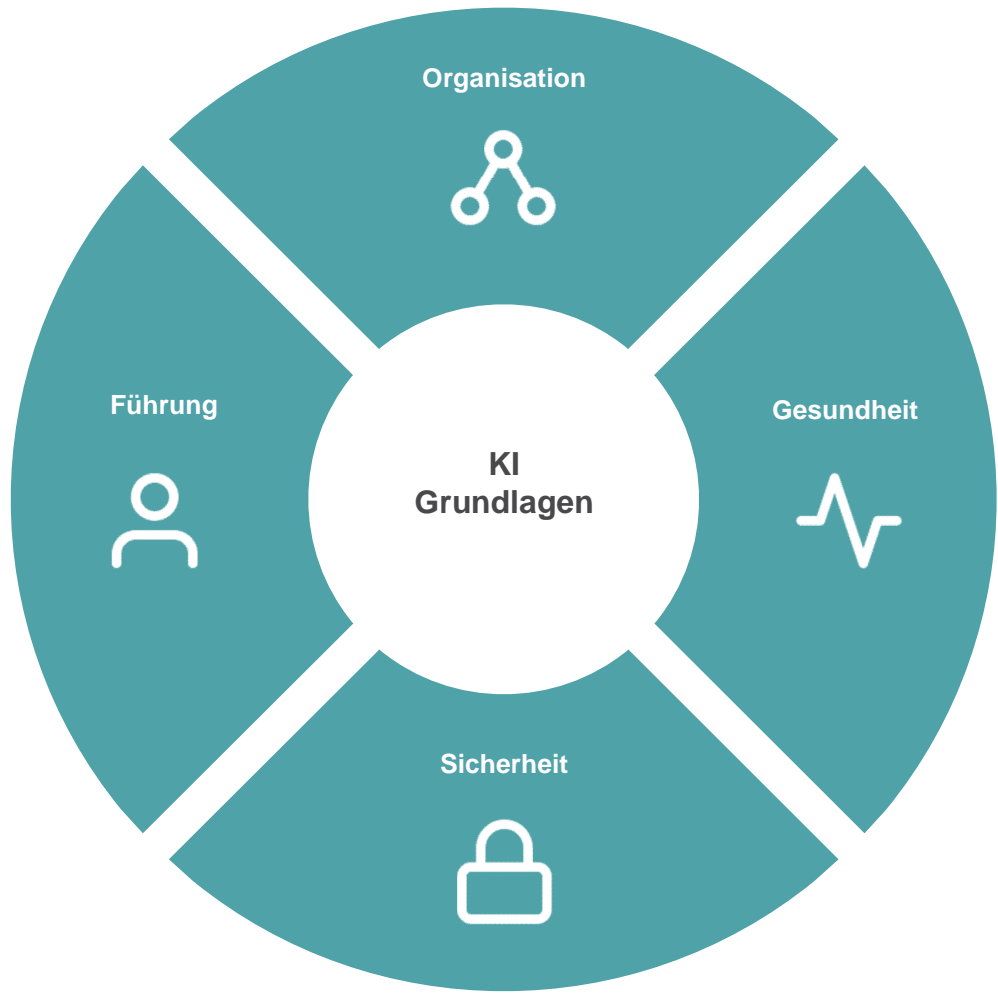 Organisation
Führung
Gesundheit
KI
Grundlagen
Sicherheit